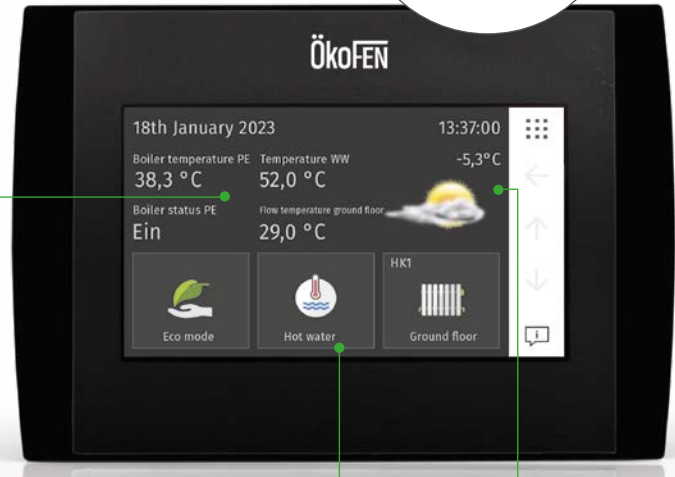 ÖkoFEN
18th January 2023 13:37:00
Boiler temperature PE Temperature WW -5,3°C
38,3 °C 52,0 °C
Boiler status PE Flow temperature ground floor
Ein 29,0 °C
HK1
Eco mode Hot water Ground floor